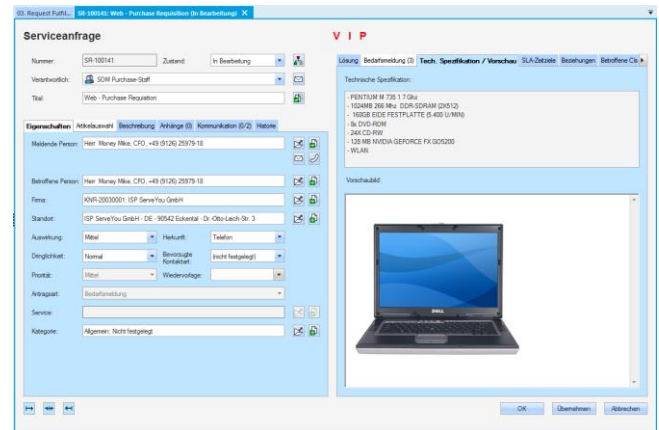 03. Request Fulfil... SR-100141: Web - Purchase Requisition (In Bearbeitung) X
Serviceanfrage
V I P
Nummer: SR-100141 Zustand: In Bearbeitung
Verantwortlich: SOM Purchase-Staff
Titel: Web - Purchase Requisition
Eigenschaften Artikelauswahl Beschreibung Anhänge (0) Kommunikation (0/2) Historie
Meldende Person: Herr Money Mike, CFO, +49 (9126) 25979-18
Betroffene Person: Herr Money Mike, CFO, +49 (9126) 25979-18
Firma: KNR-20030001: ISP ServeYou GmbH
Standort: ISP ServeYou GmbH - DE - 90542 Eckental - Dr.-Otto-Leich-Str. 3
Auswirkung: Mittel Herkunft: Telefon
Dringlichkeit: Normal Bevorzugte Kontaktart: (nicht festgelegt)
Priorität: Mittel Wiedervorlage:
Antragsart: Bedarfsmeldung
Service:
Kategorie: Allgemein: Nicht festgelegt
Lösung Bedarfsmeldung (3) Tech. Spezifikation / Vorschau SLA-Zeitziele Beziehungen Betroffene CIs
Technische Spezifikation:
- PENTIUM M 735 1.7 Ghz
- 1024MB 266 Mhz DDR-SDRAM (2X512)
- 160GB EIDE FESTPLATTE (5.400 U/MIN)
- 8x DVD-ROM
- 24X CD-RW
- 128 MB NVIDIA GEFORCE FX GO5200
- WLAN
Vorschaubild:
DELL
OK Übernehmen Abbrechen